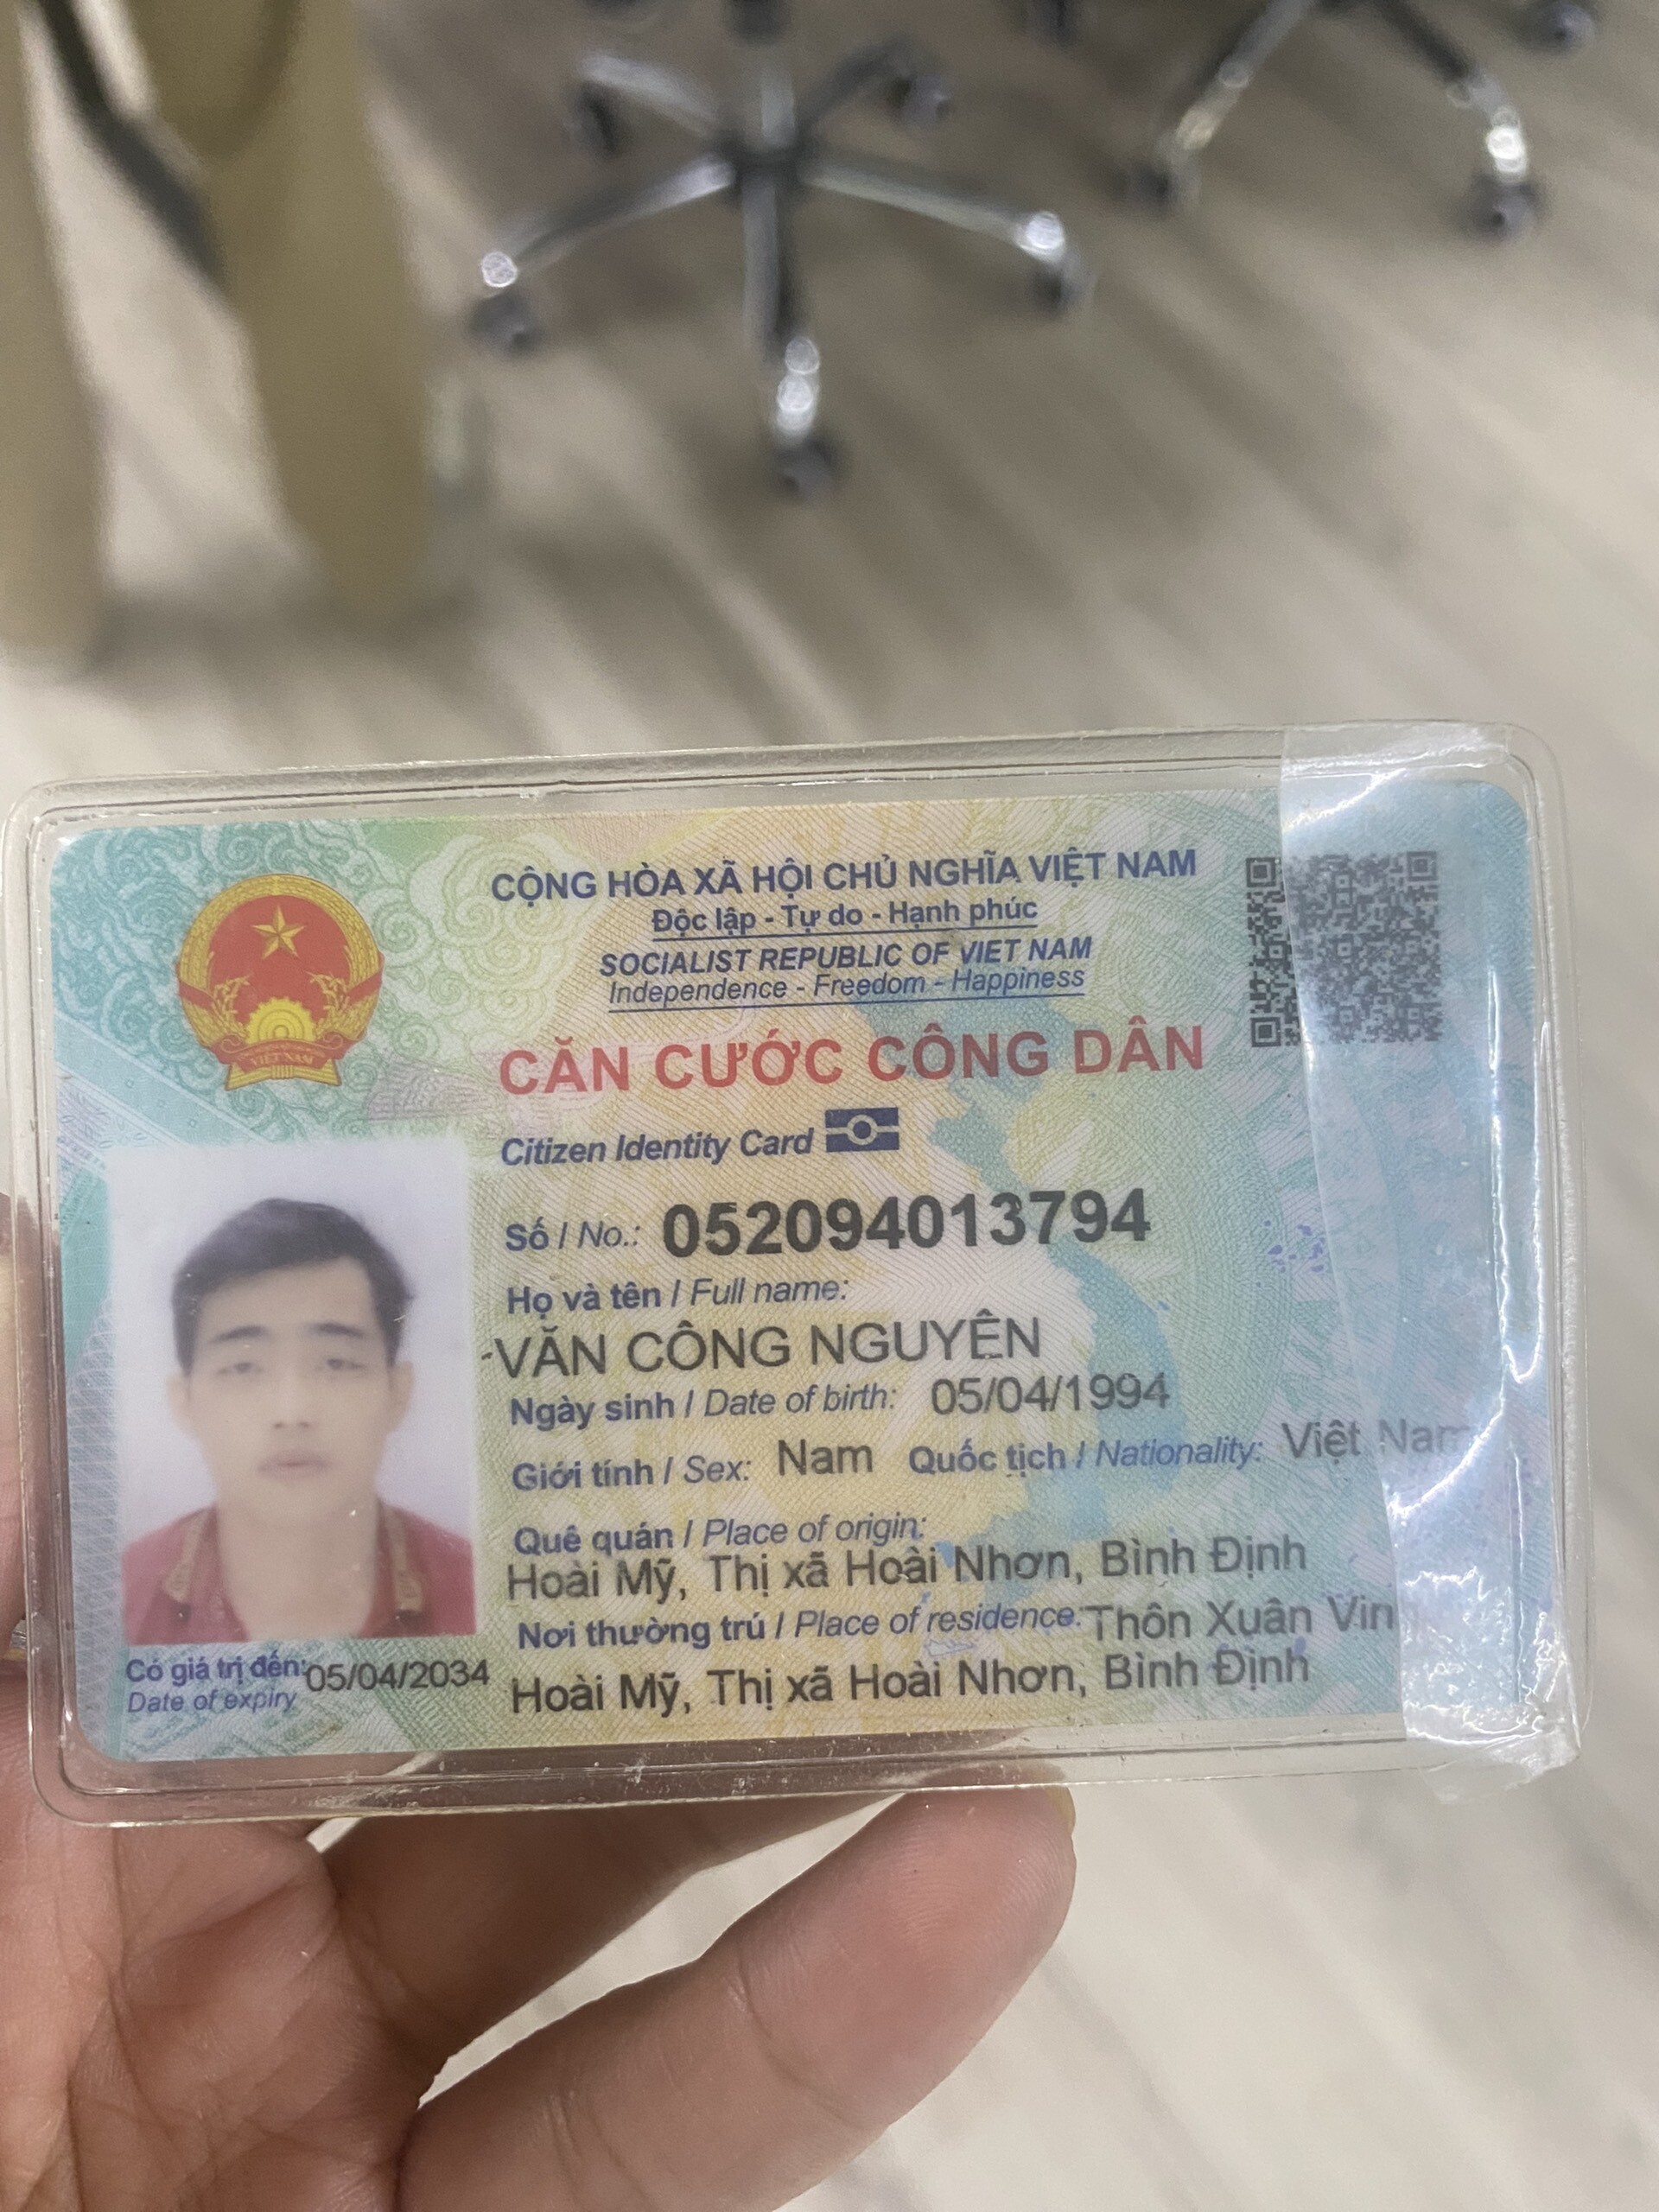 CỘNG HÒA XÃ HỘI CHỦ NGHĨA VIỆT NAM
Độc lập - Tự do - Hạnh phúc
SOCIALIST REPUBLIC OF VIET NAM
Independence - Freedom - Happiness
VIỆT NAM
CĂN CƯỚC CÔNG DÂN
Citizen Identity Card
Số / No.: 052094013794
Họ và tên / Full name:
VĂN CÔNG NGUYÊN
Ngày sinh / Date of birth: 05/04/1994
Giới tính / Sex: Nam Quốc tịch / Nationality: Việt Nam
Quê quán / Place of origin:
Hoài Mỹ, Thị xã Hoài Nhơn, Bình Định
Nơi thường trú / Place of residence: Thôn Xuân Vin
Hoài Mỹ, Thị xã Hoài Nhơn, Bình Định
Có giá trị đến: 05/04/2034
Date of expiry